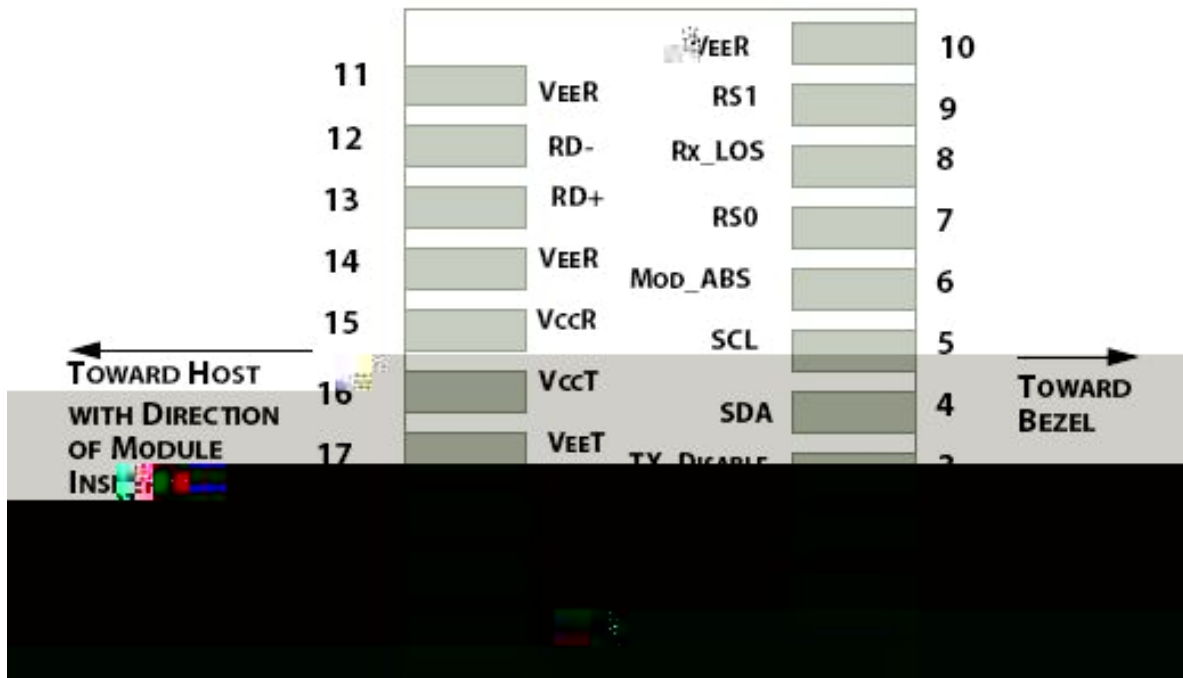 VEER
10
11
VEER
RS1
9
12
RD-
RX_LOS
8
13
RD+
RS0
7
14
VEER
MOD_ABS
6
15
VCCR
SCL
5
TOWARD HOST
WITH DIRECTION
OF MODULE
16
VCCT
SDA
4
TOWARD
BEZEL
17
VEET
TX_DISABLE